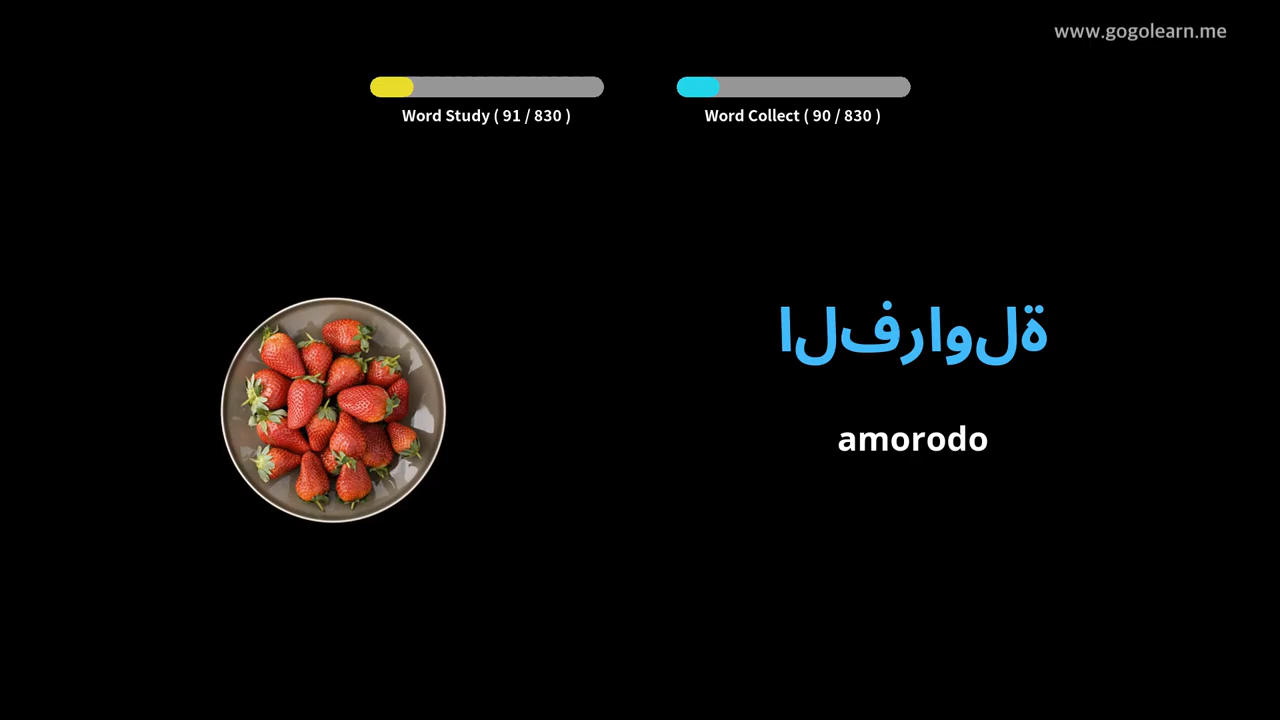 www.gogolearn.me
Word Study ( 91 / 830 )
Word Collect ( 90 / 830 )
الفراولة
amorodo